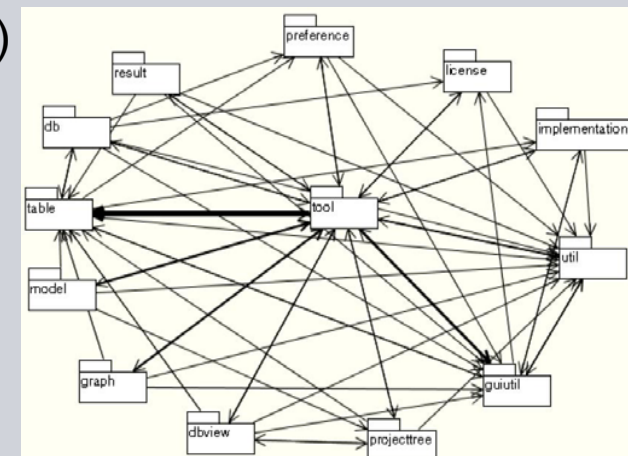 )
preference
result
license
db
implementation
table
tool
util
model
graph
guiutil
dbview
projecttree